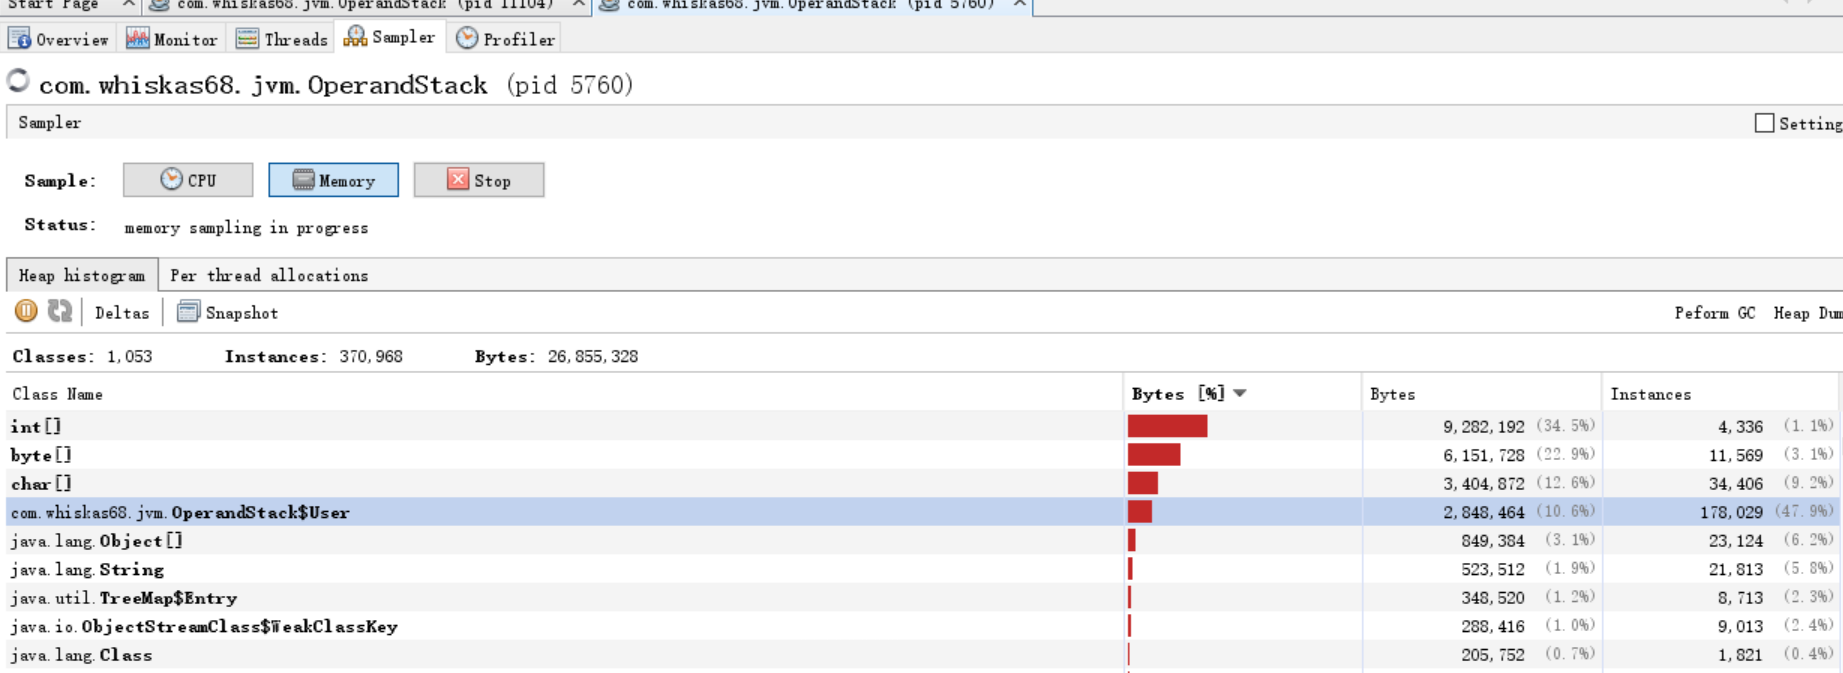 Start Page com.whiskas68.jvm.OperandStack (pid 11104) com.whiskas68.jvm.OperandStack (pid 5760)
Overview Monitor Threads Sampler Profiler
com.whiskas68.jvm.OperandStack (pid 5760)
Sampler Setting
Sample: CPU Memory Stop
Status: memory sampling in progress
Heap histogram Per thread allocations
Deltas Snapshot Peform GC Heap Dum
Classes: 1,053 Instances: 370,968 Bytes: 26,855,328
Class Name Bytes [%] Bytes Instances
int[] 9,282,192 (34.5%) 4,336 (1.1%)
byte[] 6,151,728 (22.9%) 11,569 (3.1%)
char[] 3,404,872 (12.6%) 34,406 (9.2%)
com.whiskas68.jvm.OperandStack$User 2,848,464 (10.6%) 178,029 (47.9%)
java.lang.Object[] 849,384 (3.1%) 23,124 (6.2%)
java.lang.String 523,512 (1.9%) 21,813 (5.8%)
java.util.TreeMap$Entry 348,520 (1.2%) 8,713 (2.3%)
java.io.ObjectStreamClass$WeakClassKey 288,416 (1.0%) 9,013 (2.4%)
java.lang.Class 205,752 (0.7%) 1,821 (0.4%)